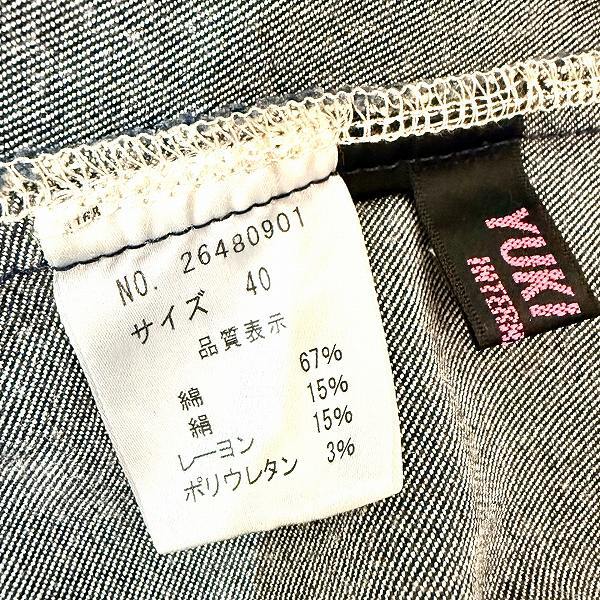 NO. 26480901
サイズ 40
品質表示
綿 67%
絹 15%
レーヨン 15%
ポリウレタン 3%
YUKI
INTERN